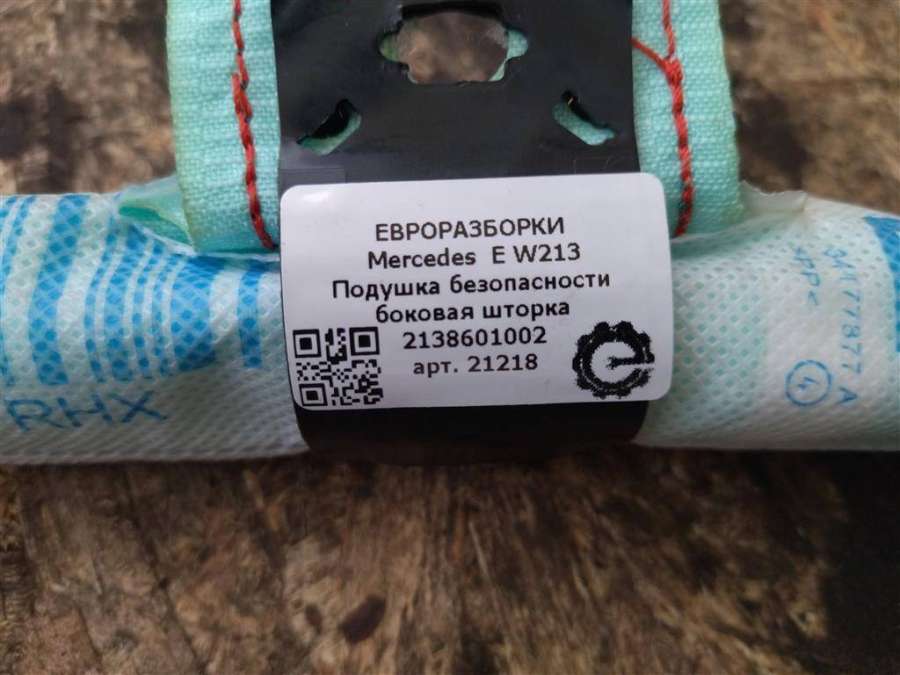 ЕВРОРАЗБОРКИ
Mercedes E W213
Подушка безопасности
боковая шторка
2138601002
арт. 21218
RHX